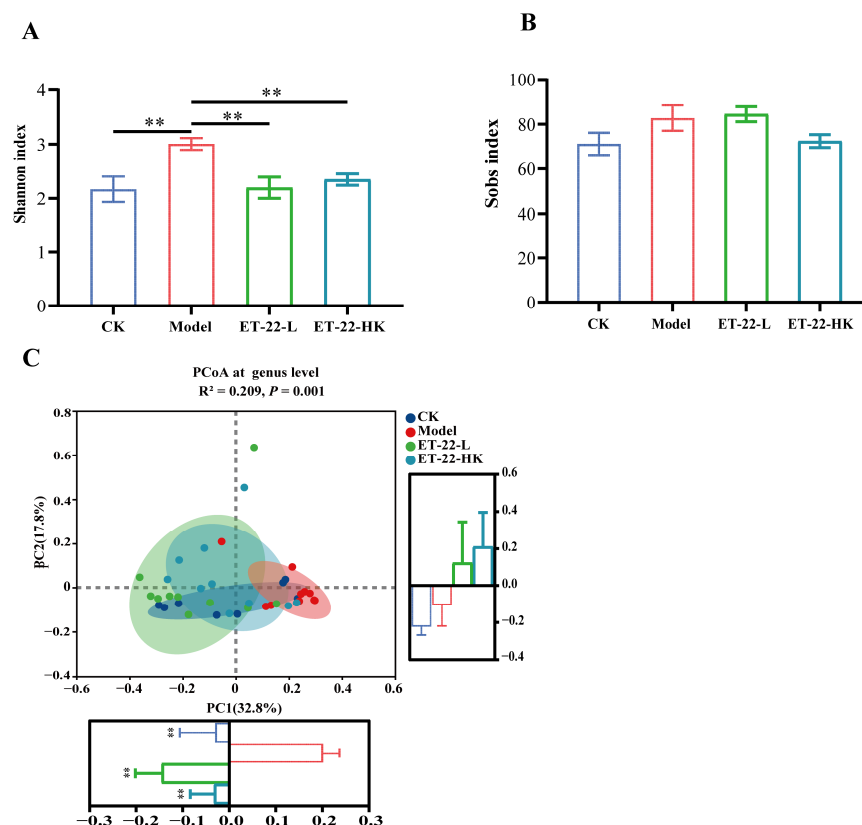 A
Shannon index
4
3
2
1
0
** ** **
CK Model ET-22-L ET-22-HK
B
Sobs index
100
80
60
40
20
0
CK Model ET-22-L ET-22-HK
C
PCoA at genus level
R² = 0.209, P = 0.001
CK
Model
ET-22-L
ET-22-HK
PC2(17.8%)
0.8
0.6
0.4
0.2
0
−0.2
−0.4
−0.6 −0.4 −0.2 0 0.2 0.4 0.6
PC1(32.8%)
0.6
0.4
0.2
0.0
−0.2
−0.4
**
**
**
−0.3 −0.2 −0.1 0.0 0.1 0.2 0.3